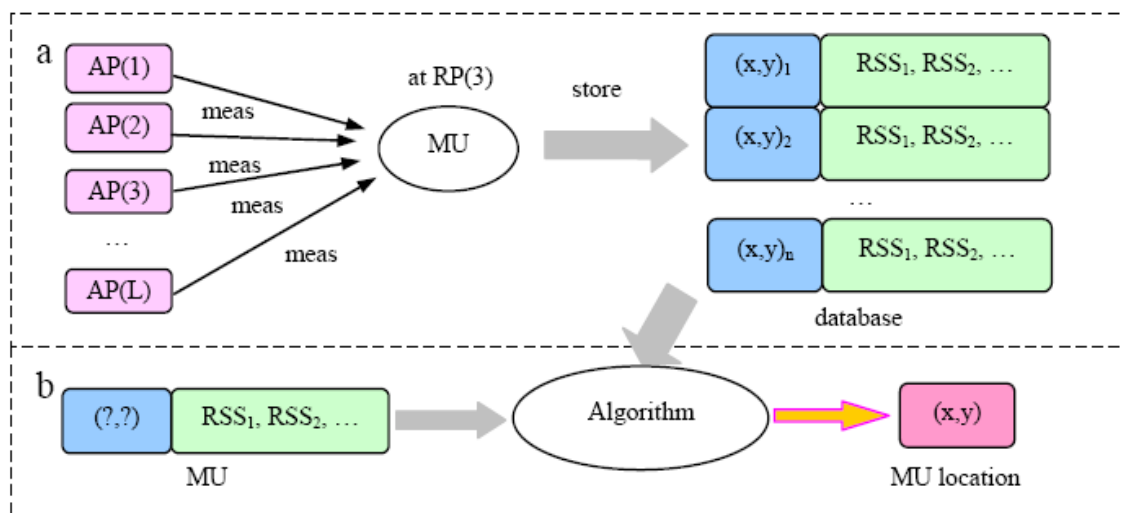 a
AP(1)
AP(2)
AP(3)
…
AP(L)
meas
meas
meas
meas
at RP(3)
MU
store
(x,y)₁ RSS₁, RSS₂, …
(x,y)₂ RSS₁, RSS₂, …
…
(x,y)ₙ RSS₁, RSS₂, …
database
b
(?,?) RSS₁, RSS₂, …
MU
Algorithm
(x,y)
MU location